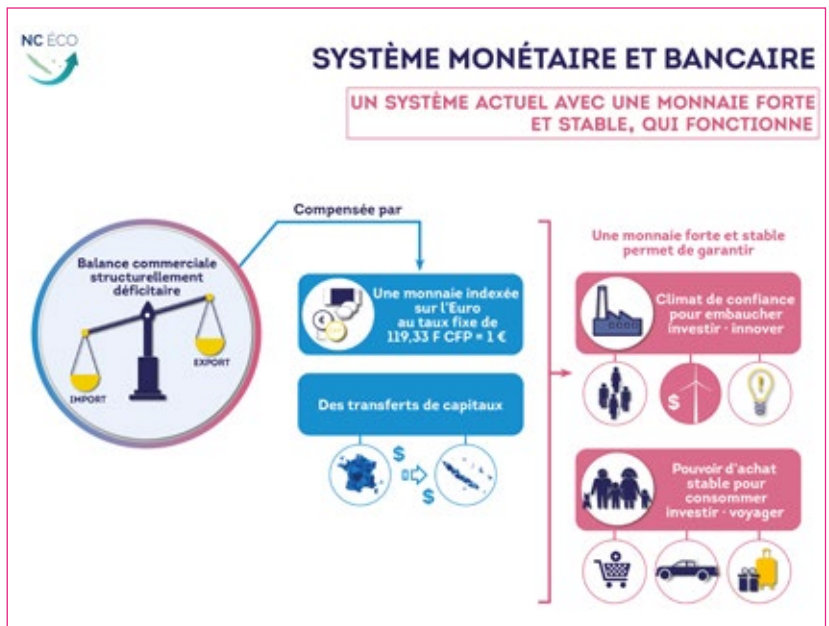 NC ÉCO
SYSTÈME MONÉTAIRE ET BANCAIRE
UN SYSTÈME ACTUEL AVEC UNE MONNAIE FORTE
ET STABLE, QUI FONCTIONNE
Balance commerciale
structurellement
déficitaire
IMPORT
EXPORT
Compensée par
Une monnaie indexée
sur l'Euro
au taux fixe de
119,33 F CFP = 1 €
Des transferts de capitaux
$
$
Une monnaie forte et stable
permet de garantir
Climat de confiance
pour embaucher
investir · innover
$
Pouvoir d'achat
stable pour
consommer
investir · voyager